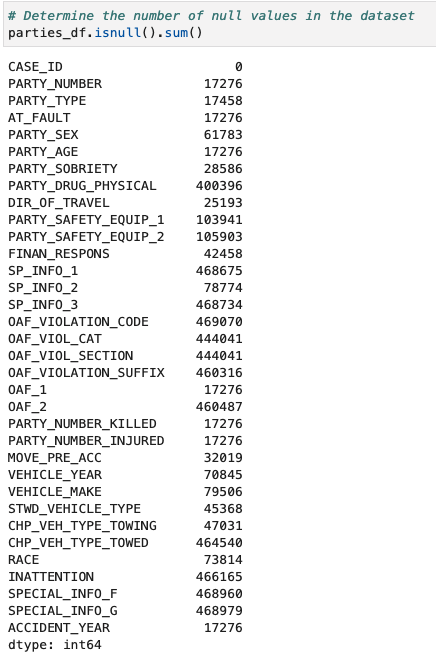 # Determine the number of null values in the dataset
parties_df.isnull().sum()
CASE_ID 0
PARTY_NUMBER 17276
PARTY_TYPE 17458
AT_FAULT 17276
PARTY_SEX 61783
PARTY_AGE 17276
PARTY_SOBRIETY 28586
PARTY_DRUG_PHYSICAL 400396
DIR_OF_TRAVEL 25193
PARTY_SAFETY_EQUIP_1 103941
PARTY_SAFETY_EQUIP_2 105903
FINAN_RESPONS 42458
SP_INFO_1 468675
SP_INFO_2 78774
SP_INFO_3 468734
OAF_VIOLATION_CODE 469070
OAF_VIOL_CAT 444041
OAF_VIOL_SECTION 444041
OAF_VIOLATION_SUFFIX 460316
OAF_1 17276
OAF_2 460487
PARTY_NUMBER_KILLED 17276
PARTY_NUMBER_INJURED 17276
MOVE_PRE_ACC 32019
VEHICLE_YEAR 70845
VEHICLE_MAKE 79506
STWD_VEHICLE_TYPE 45368
CHP_VEH_TYPE_TOWING 47031
CHP_VEH_TYPE_TOWED 464540
RACE 73814
INATTENTION 466165
SPECIAL_INFO_F 468960
SPECIAL_INFO_G 468979
ACCIDENT_YEAR 17276
dtype: int64